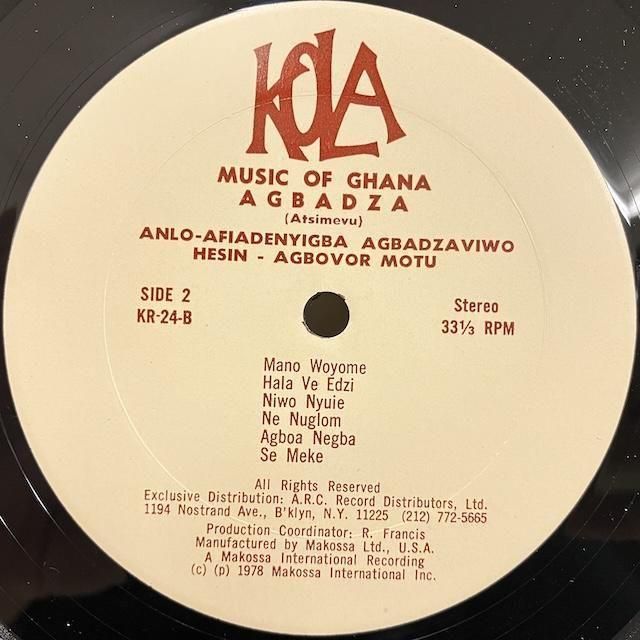 KOLA
MUSIC OF GHANA
AGBADZA
(Atsimevu)
ANLO-AFIADENYIGBA AGBADZAVIWO
HESIN - AGBOVOR MOTU
SIDE 2
KR-24-B
Stereo
33⅓ RPM
Mano Woyome
Hala Ve Edzi
Niwo Nyuie
Ne Nuglom
Agboa Negba
Se Meke
All Rights Reserved
Exclusive Distribution: A.R.C. Record Distributors, Ltd.
1194 Nostrand Ave., B'klyn, N.Y. 11225 (212) 772-5665
Production Coordinator: R. Francis
Manufactured by Makossa Ltd., U.S.A.
A Makossa International Recording
(c) (p) 1978 Makossa International Inc.